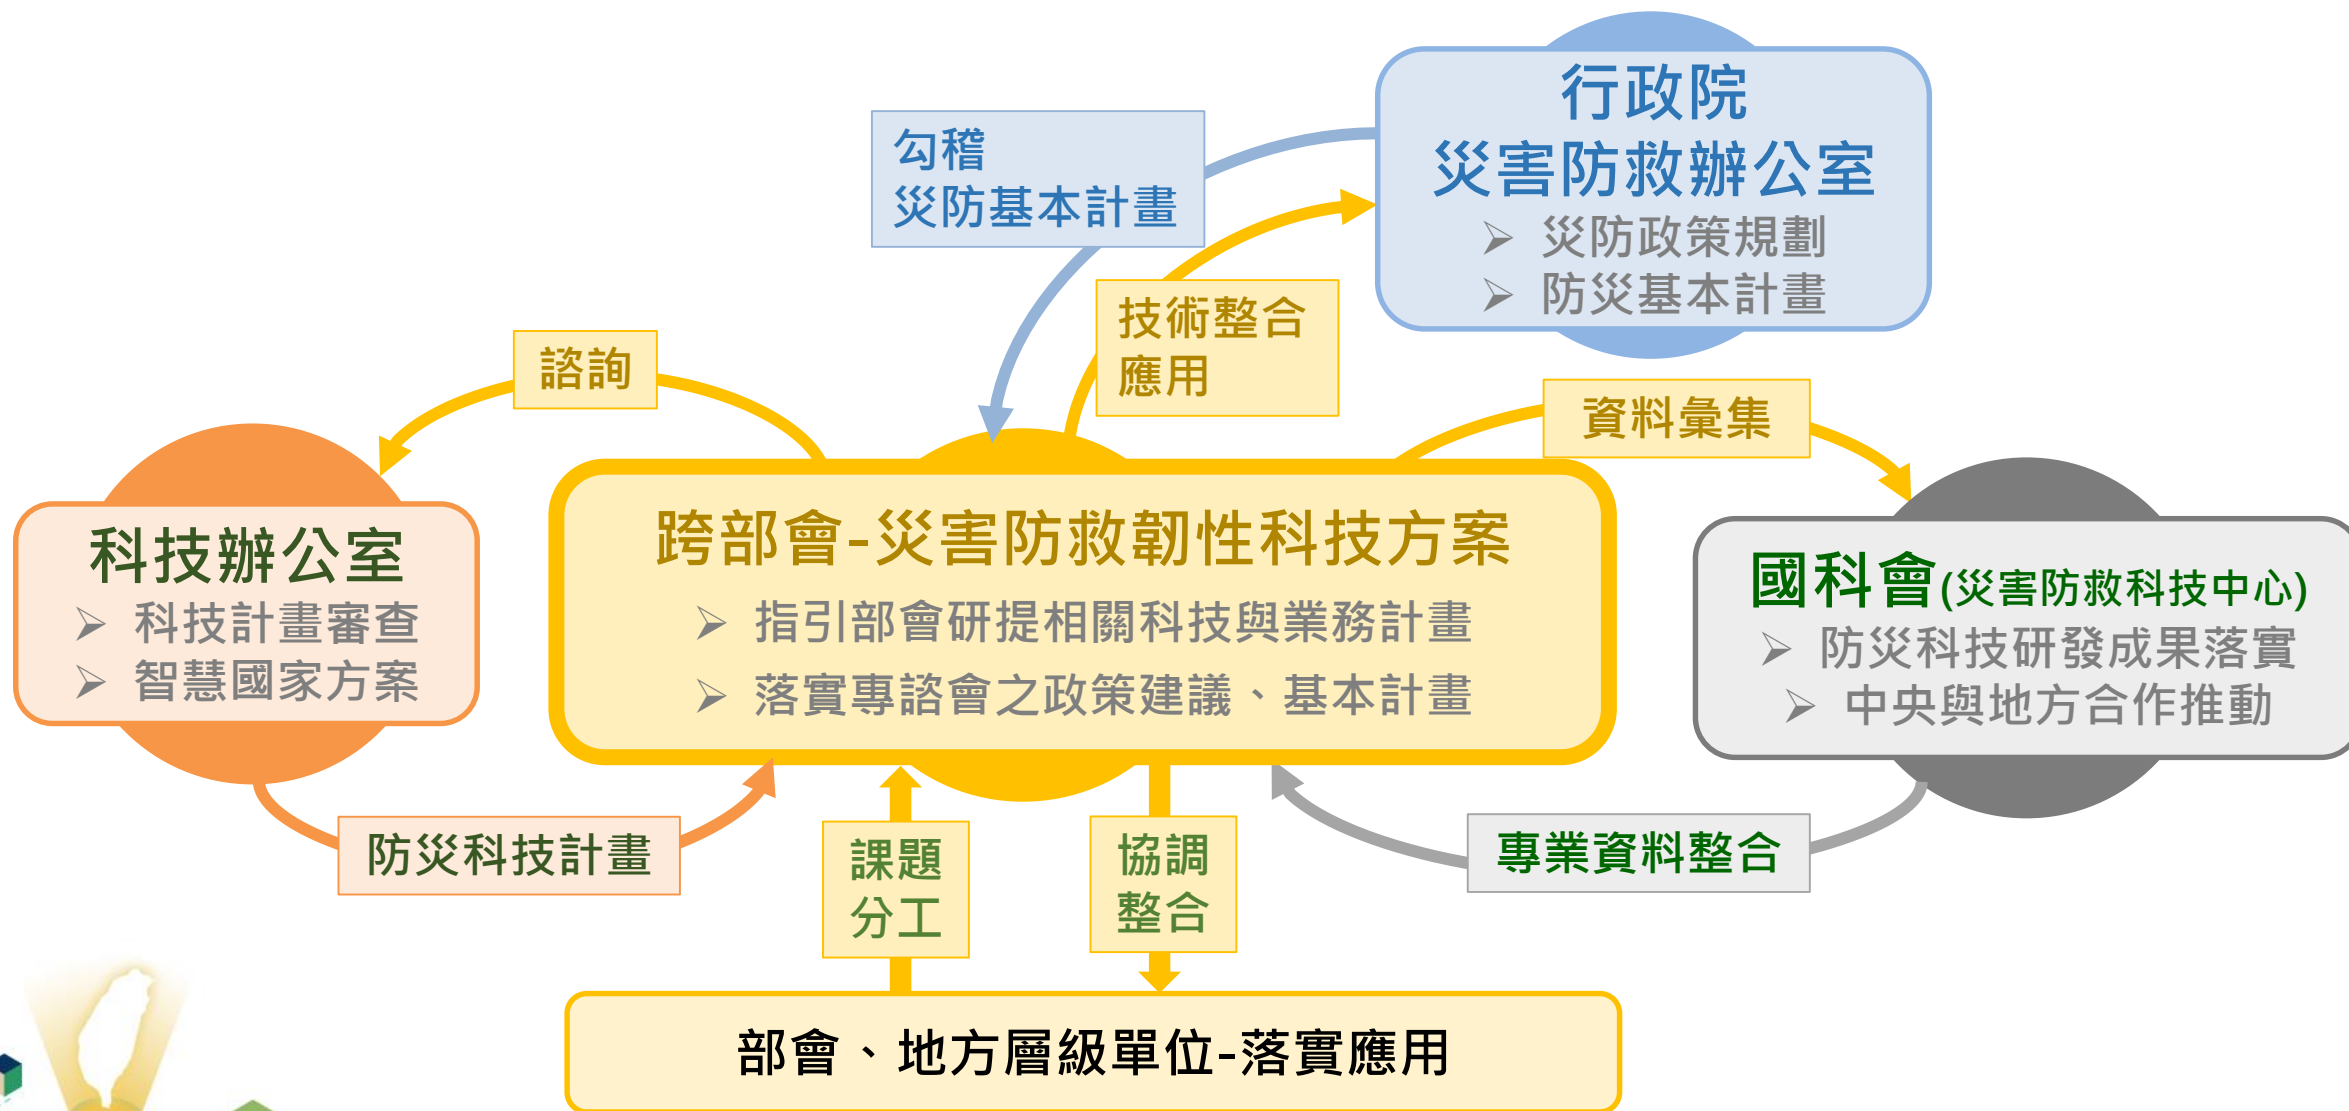 行政院
災害防救辦公室
➢ 災防政策規劃
➢ 防災基本計畫
勾稽
災防基本計畫
技術整合
應用
諮詢
資料彙集
科技辦公室
➢ 科技計畫審查
➢ 智慧國家方案
跨部會-災害防救韌性科技方案
➢ 指引部會研提相關科技與業務計畫
➢ 落實專諮會之政策建議、基本計畫
國科會(災害防救科技中心)
➢ 防災科技研發成果落實
➢ 中央與地方合作推動
防災科技計畫
課題
分工
協調
整合
專業資料整合
部會、地方層級單位-落實應用